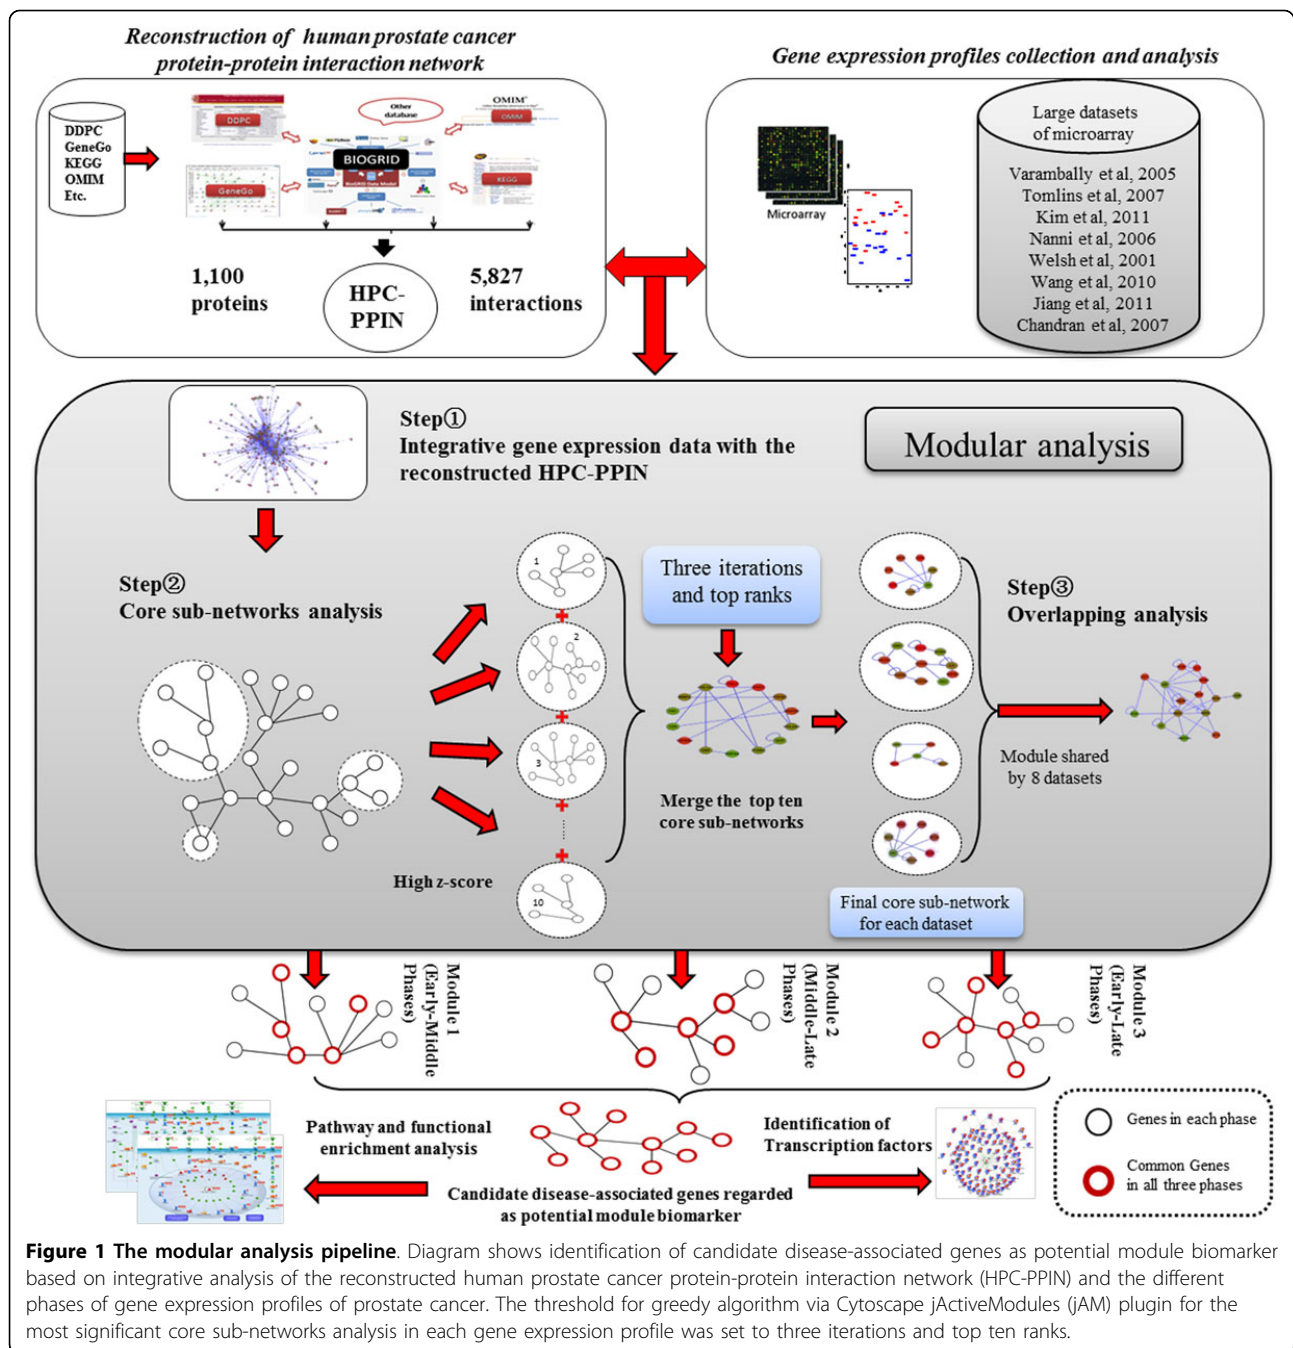 Reconstruction of human prostate cancer
protein-protein interaction network
Gene expression profiles collection and analysis
DDPC
GeneGo
KEGG
OMIM
Etc.
DDPC
Other
database
OMIM
OMIM
BIOGRID
BioGRID Data Model
GeneGo
KEGG
1,100
proteins
HPC-
PPIN
5,827
interactions
Microarray
Large datasets
of microarray
Varambally et al, 2005
Tomlins et al, 2007
Kim et al, 2011
Nanni et al, 2006
Welsh et al, 2001
Wang et al, 2010
Jiang et al, 2011
Chandran et al, 2007
Step①
Integrative gene expression data with the
reconstructed HPC-PPIN
Modular analysis
Step②
Core sub-networks analysis
1
2
3
10
High z-score
Three iterations
and top ranks
Merge the top ten
core sub-networks
Final core sub-network
for each dataset
Step③
Overlapping analysis
Module shared
by 8 datasets
Module 1
(Early-Middle
Phases)
Module 2
(Middle-Late
Phases)
Module 3
(Early-Late
Phases)
Pathway and functional
enrichment analysis
Identification of
Transcription factors
Candidate disease-associated genes regarded
as potential module biomarker
Genes in each phase
Common Genes
in all three phases
Figure 1 The modular analysis pipeline. Diagram shows identification of candidate disease-associated genes as potential module biomarker
based on integrative analysis of the reconstructed human prostate cancer protein-protein interaction network (HPC-PPIN) and the different
phases of gene expression profiles of prostate cancer. The threshold for greedy algorithm via Cytoscape jActiveModules (jAM) plugin for the
most significant core sub-networks analysis in each gene expression profile was set to three iterations and top ten ranks.